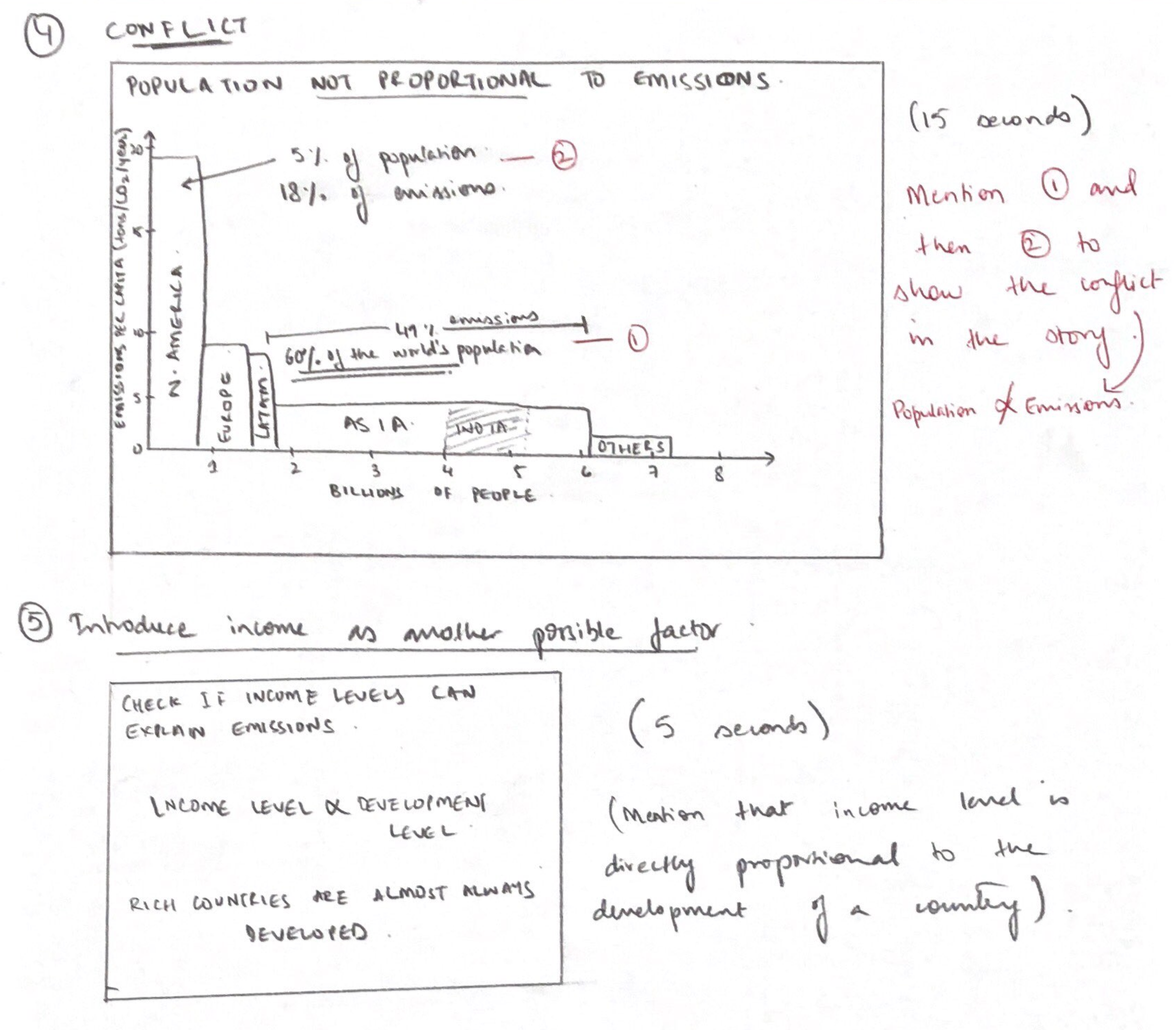 ④ CONFLICT
POPULATION NOT PROPORTIONAL TO EMISSIONS.
(15 seconds)
Mention ① and
then ② to
show the conflict
in the story
Population ∝̸ Emissions.
EMISSIONS PER CAPITA (tons/CO2/year)
20
10
5
0
5% of population — ②
18% of emissions.
49% emissions
60% of the world's population — ①
N. AMERICA
EUROPE
LATAM
ASIA
INDIA
OTHERS
1 2 3 4 5 6 7 8
BILLIONS OF PEOPLE
⑤ Introduce income as another possible factor
CHECK IF INCOME LEVELS CAN
EXPLAIN EMISSIONS.
INCOME LEVEL ∝ DEVELOPMENT
LEVEL.
RICH COUNTRIES ARE ALMOST ALWAYS
DEVELOPED.
(5 seconds)
(Mention that income level is
directly proportional to the
development of a country).